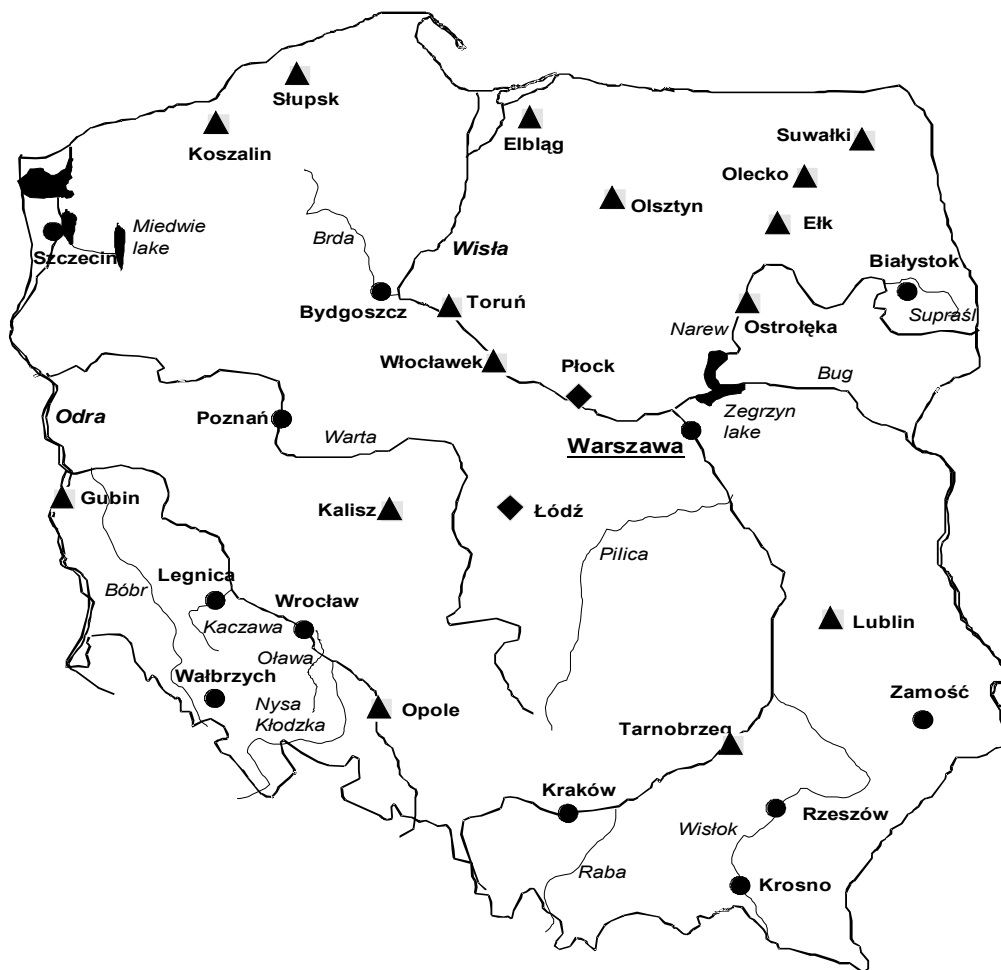 Słupsk
Koszalin
Elbląg
Suwałki
Olecko
Olsztyn
Ełk
Miedwie
lake
Szczecin
Brda
Wisła
Białystok
Supraśl
Bydgoszcz
Toruń
Narew
Ostrołęka
Włocławek
Płock
Bug
Odra
Poznań
Warta
Zegrzyn
lake
Warszawa
Gubin
Kalisz
Łódź
Pilica
Bóbr
Legnica
Kaczawa
Wrocław
Oława
Lublin
Wałbrzych
Nysa
Kłodzka
Opole
Zamość
Tarnobrzeg
Kraków
Wisłok
Rzeszów
Raba
Krosno